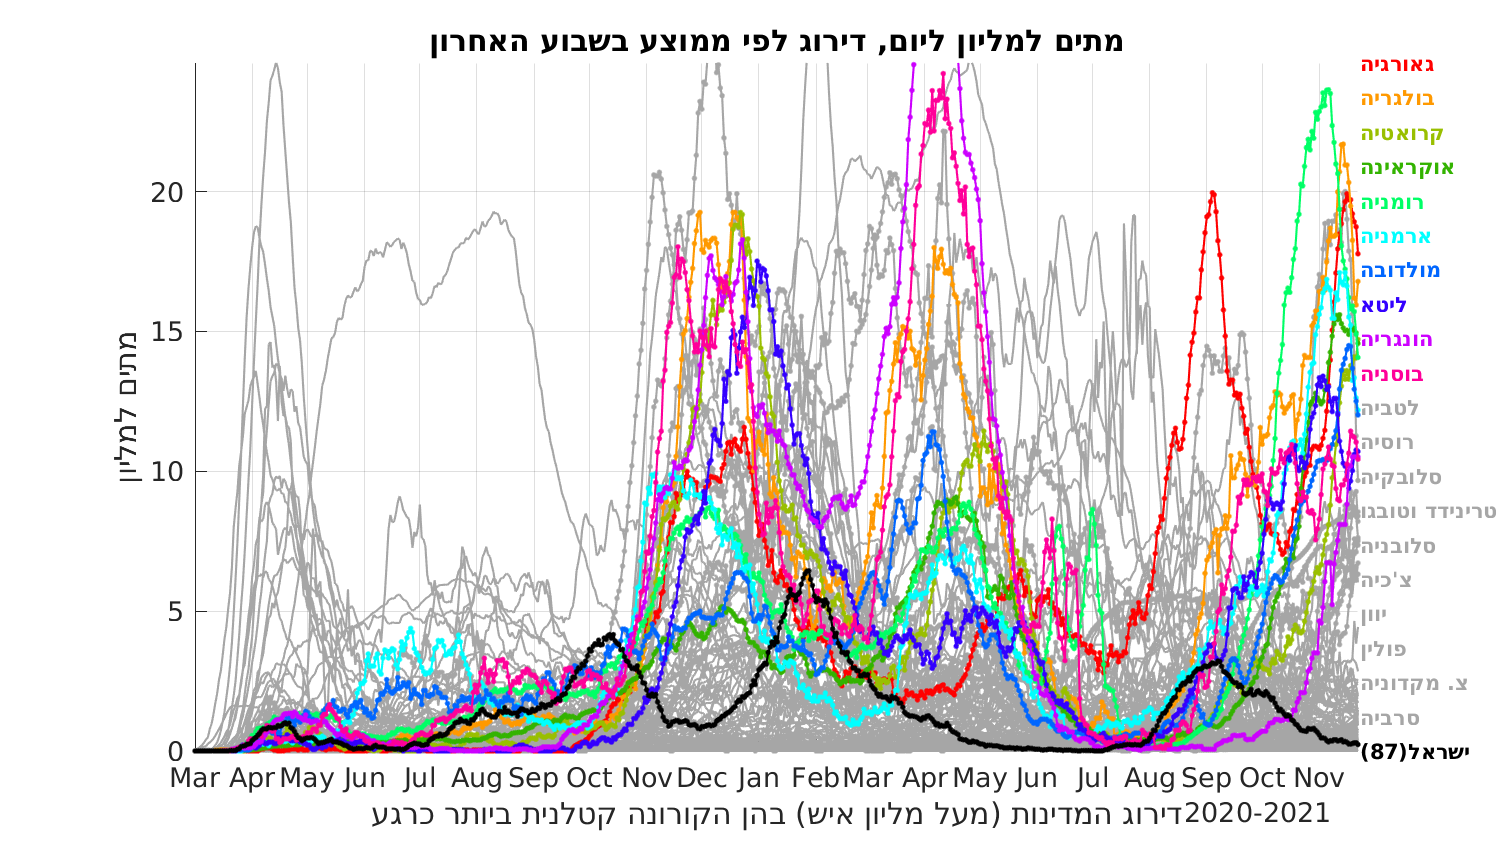 מתים למליון ליום, דירוג לפי ממוצע בשבוע האחרון
מתים למליון
20
15
10
5
0
Mar Apr May Jun Jul Aug Sep Oct Nov Dec Jan Feb Mar Apr May Jun Jul Aug Sep Oct Nov
דירוג המדינות (מעל מליון איש) בהן הקורונה קטלנית ביותר כרגע 2020-2021
גאורגיה
בולגריה
קרואטיה
אוקראינה
רומניה
ארמניה
מולדובה
ליטא
הונגריה
בוסניה
לטביה
רוסיה
סלובקיה
טרינידד וטובגו
סלובניה
צ'כיה
יוון
פולין
צ. מקדוניה
סרביה
ישראל(87)